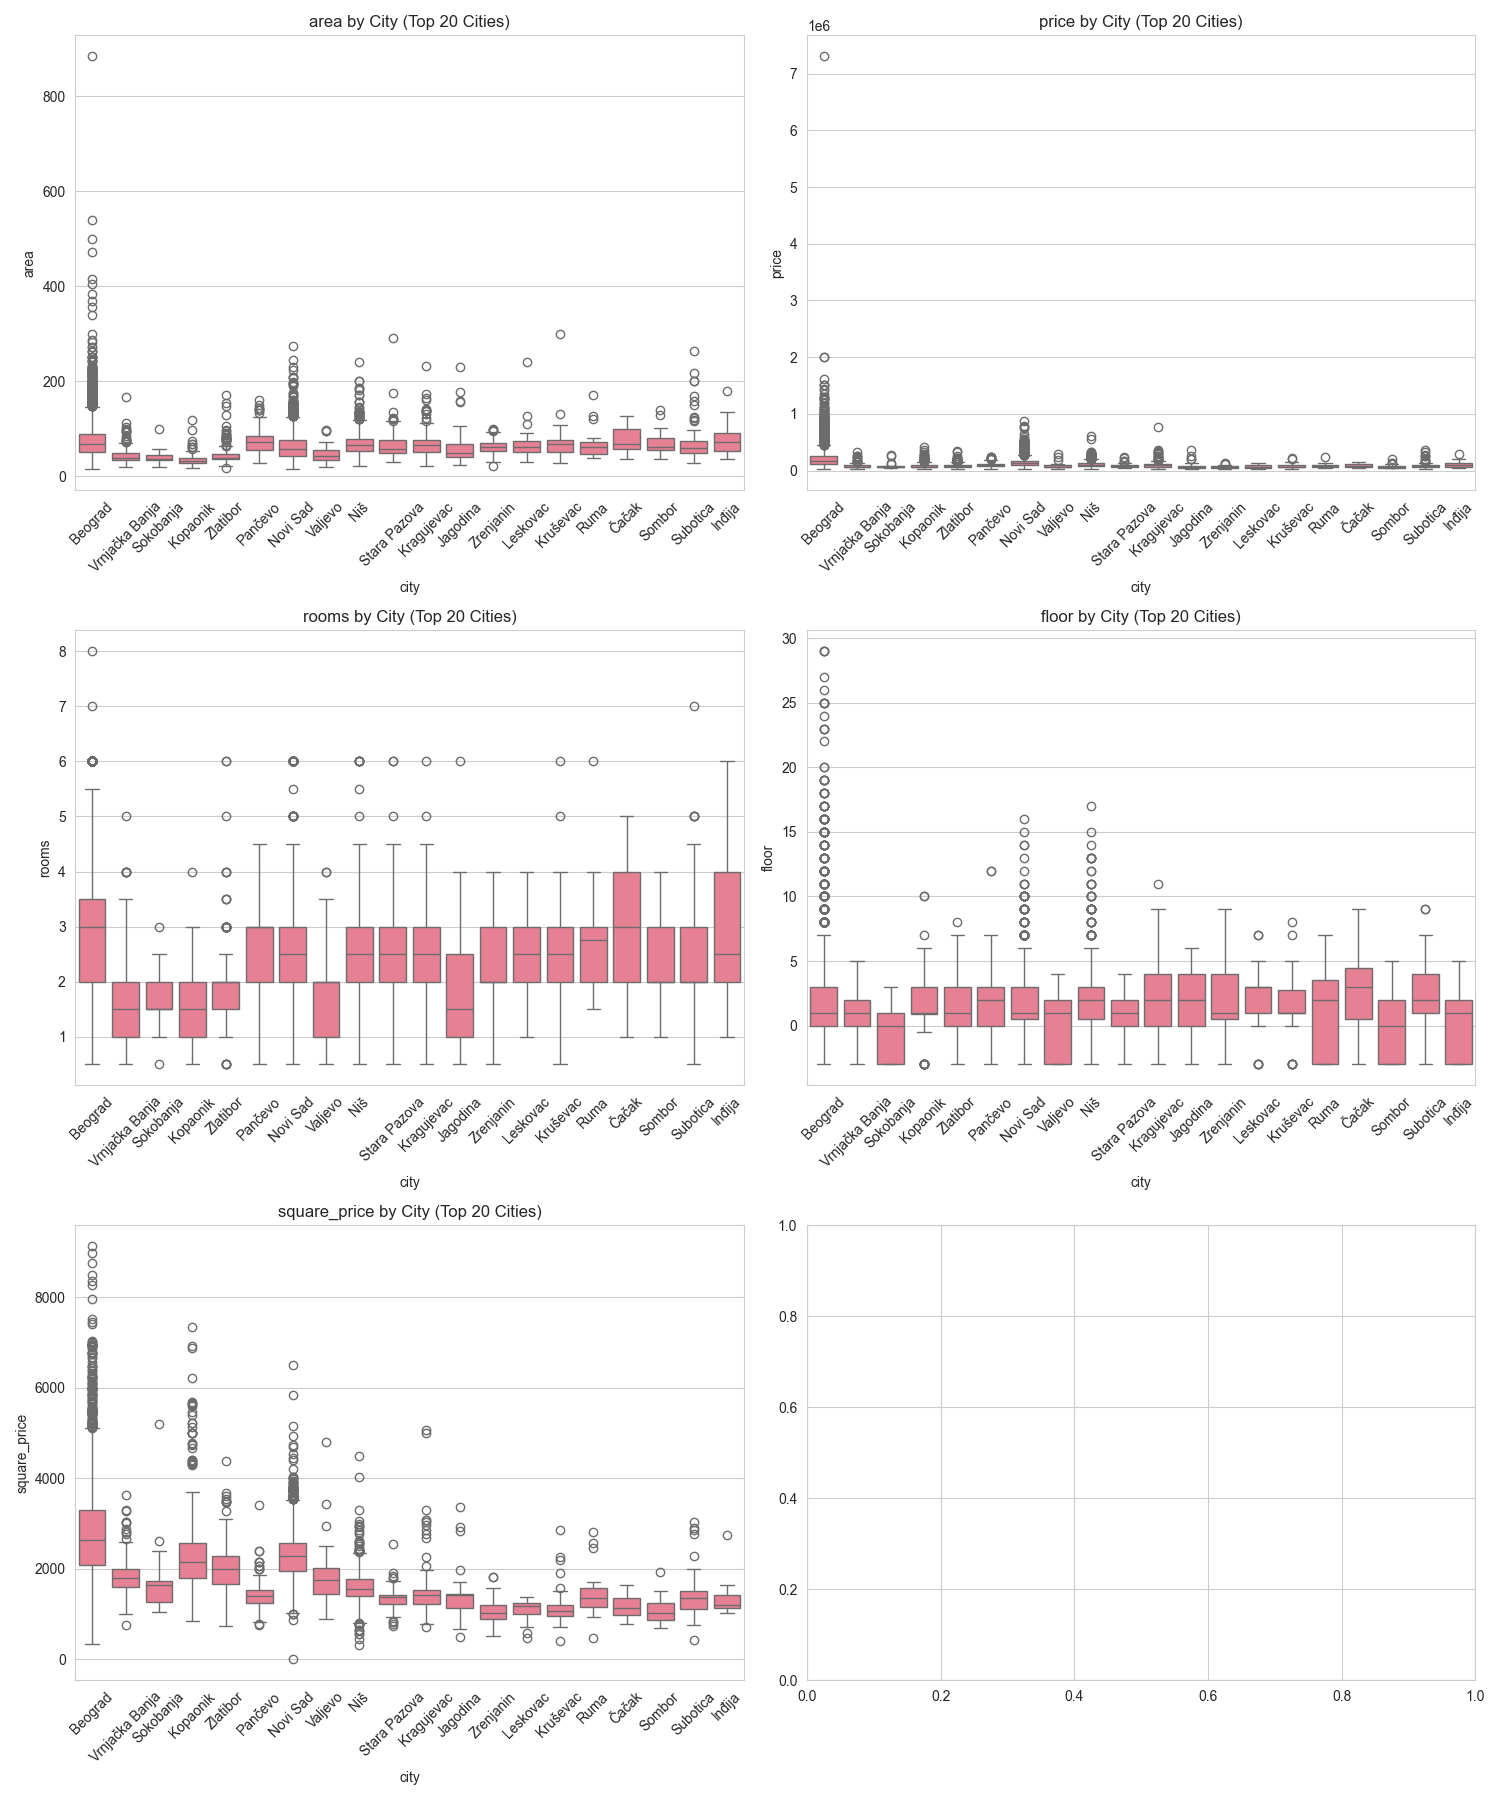 area by City (Top 20 Cities)
area
800
600
400
200
0
Beograd
Vrnjačka Banja
Sokobanja
Kopaonik
Zlatibor
Pančevo
Novi Sad
Valjevo
Niš
Stara Pazova
Kragujevac
Jagodina
Zrenjanin
Leskovac
Kruševac
Ruma
Čačak
Sombor
Subotica
Inđija
city
price by City (Top 20 Cities)
1e6
price
7
6
5
4
3
2
1
0
Beograd
Vrnjačka Banja
Sokobanja
Kopaonik
Zlatibor
Pančevo
Novi Sad
Valjevo
Niš
Stara Pazova
Kragujevac
Jagodina
Zrenjanin
Leskovac
Kruševac
Ruma
Čačak
Sombor
Subotica
Inđija
city
rooms by City (Top 20 Cities)
rooms
8
7
6
5
4
3
2
1
Beograd
Vrnjačka Banja
Sokobanja
Kopaonik
Zlatibor
Pančevo
Novi Sad
Valjevo
Niš
Stara Pazova
Kragujevac
Jagodina
Zrenjanin
Leskovac
Kruševac
Ruma
Čačak
Sombor
Subotica
Inđija
city
floor by City (Top 20 Cities)
floor
30
25
20
15
10
5
0
Beograd
Vrnjačka Banja
Sokobanja
Kopaonik
Zlatibor
Pančevo
Novi Sad
Valjevo
Niš
Stara Pazova
Kragujevac
Jagodina
Zrenjanin
Leskovac
Kruševac
Ruma
Čačak
Sombor
Subotica
Inđija
city
square_price by City (Top 20 Cities)
square_price
8000
6000
4000
2000
0
Beograd
Vrnjačka Banja
Sokobanja
Kopaonik
Zlatibor
Pančevo
Novi Sad
Valjevo
Niš
Stara Pazova
Kragujevac
Jagodina
Zrenjanin
Leskovac
Kruševac
Ruma
Čačak
Sombor
Subotica
Inđija
city
1.0
0.8
0.6
0.4
0.2
0.0
0.0
0.2
0.4
0.6
0.8
1.0